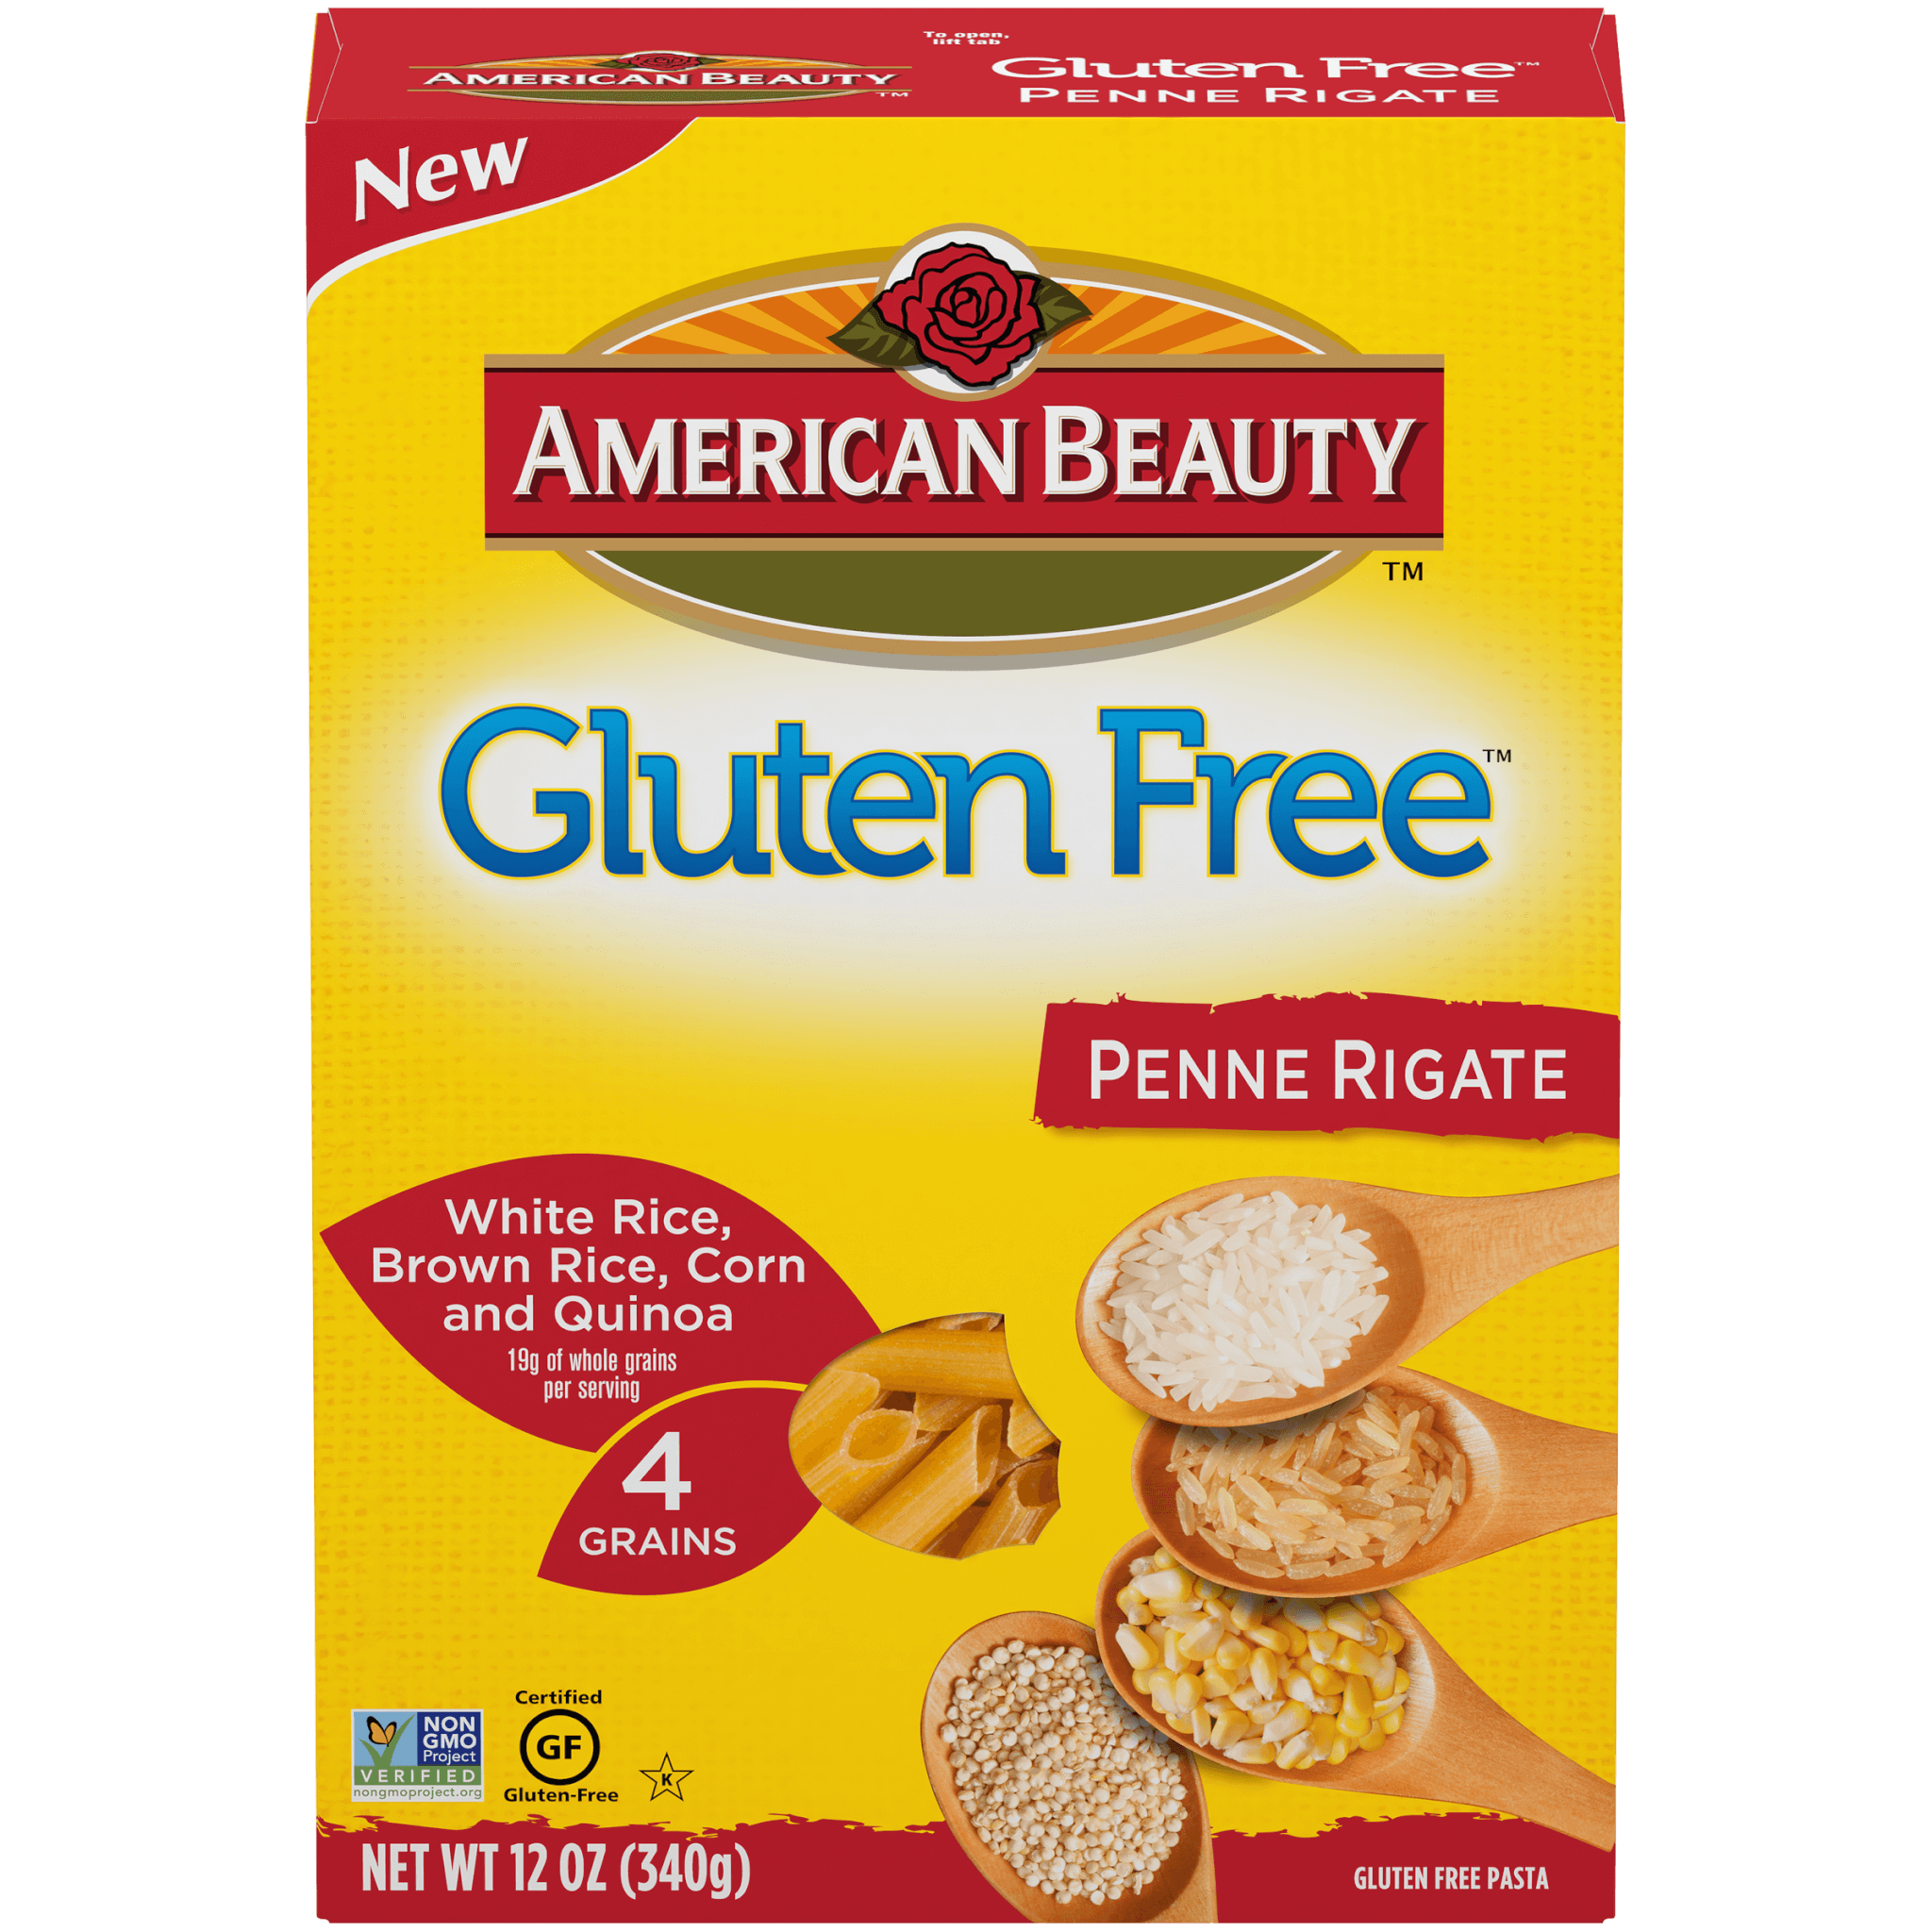 To open,
lift tab
AMERICAN BEAUTY
TM
Gluten Free™
PENNE RIGATE
New
AMERICAN BEAUTY
TM
Gluten Free™
PENNE RIGATE
White Rice,
Brown Rice, Corn
and Quinoa
19g of whole grains
per serving
4
GRAINS
NON
GMO
Project
VERIFIED
nongmoproject.org
Certified
GF
Gluten-Free
K
NET WT 12 OZ (340g)
GLUTEN FREE PASTA